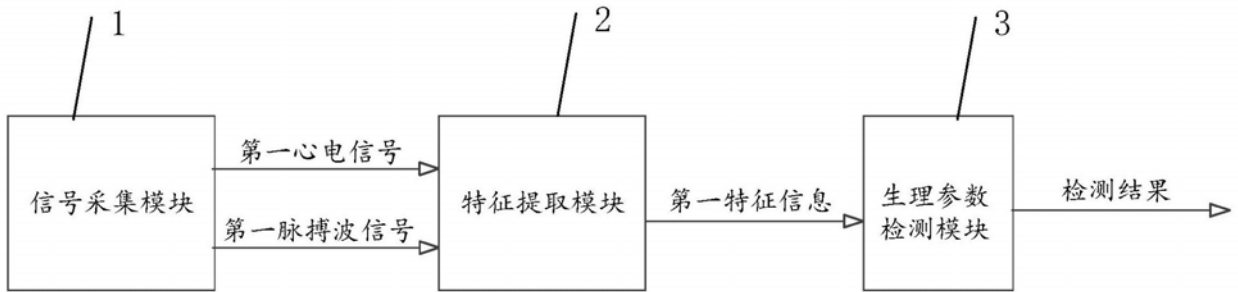 1
2
3
信号采集模块
第一心电信号
第一脉搏波信号
特征提取模块
第一特征信息
生理参数
检测模块
检测结果